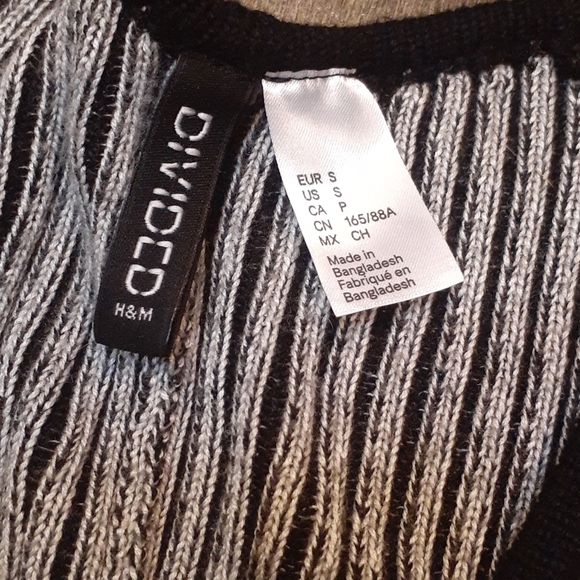 DIVIDED
H&M
EUR S
US S
CA P
CN 165/88A
MX CH
Made in
Bangladesh
Fabriqué en
Bangladesh